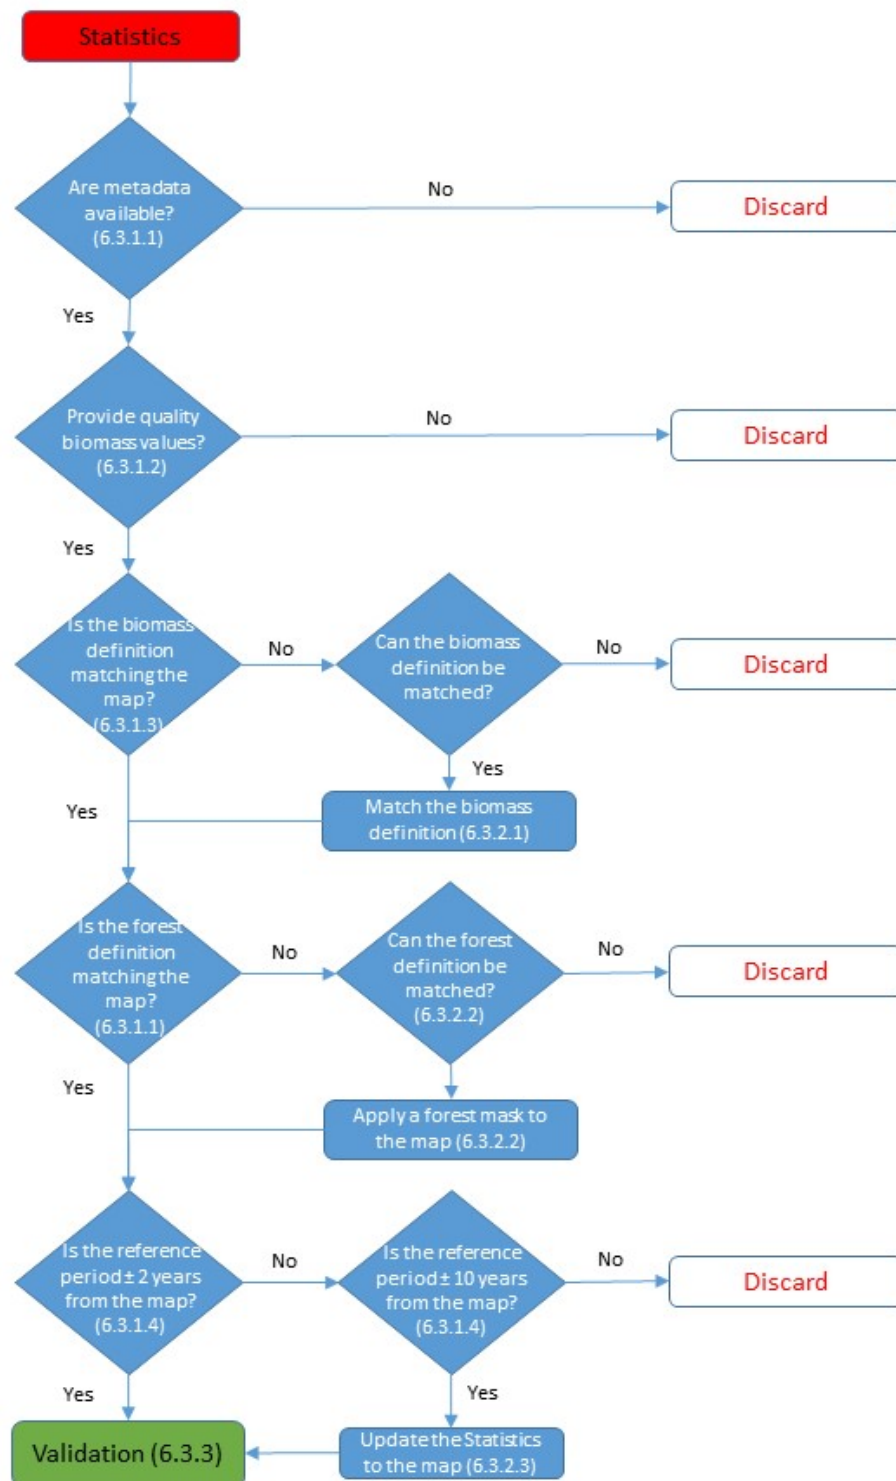 Statistics
Are metadata
available?
(6.3.1.1)
No
Discard
Yes
Provide quality
biomass values?
(6.3.1.2)
No
Discard
Yes
Is the biomass
definition
matching the
map?
(6.3.1.3)
No
Can the biomass
definition be
matched?
No
Discard
Yes
Yes
Match the biomass
definition (6.3.2.1)
Is the forest
definition
matching the
map?
(6.3.1.1)
No
Can the forest
definition be
matched?
(6.3.2.2)
No
Discard
Yes
Apply a forest mask to
the map (6.3.2.2)
Is the reference
period ± 2 years
from the map?
(6.3.1.4)
No
Is the reference
period ± 10 years
from the map?
(6.3.1.4)
No
Discard
Yes
Yes
Validation (6.3.3)
Update the Statistics
to the map (6.3.2.3)